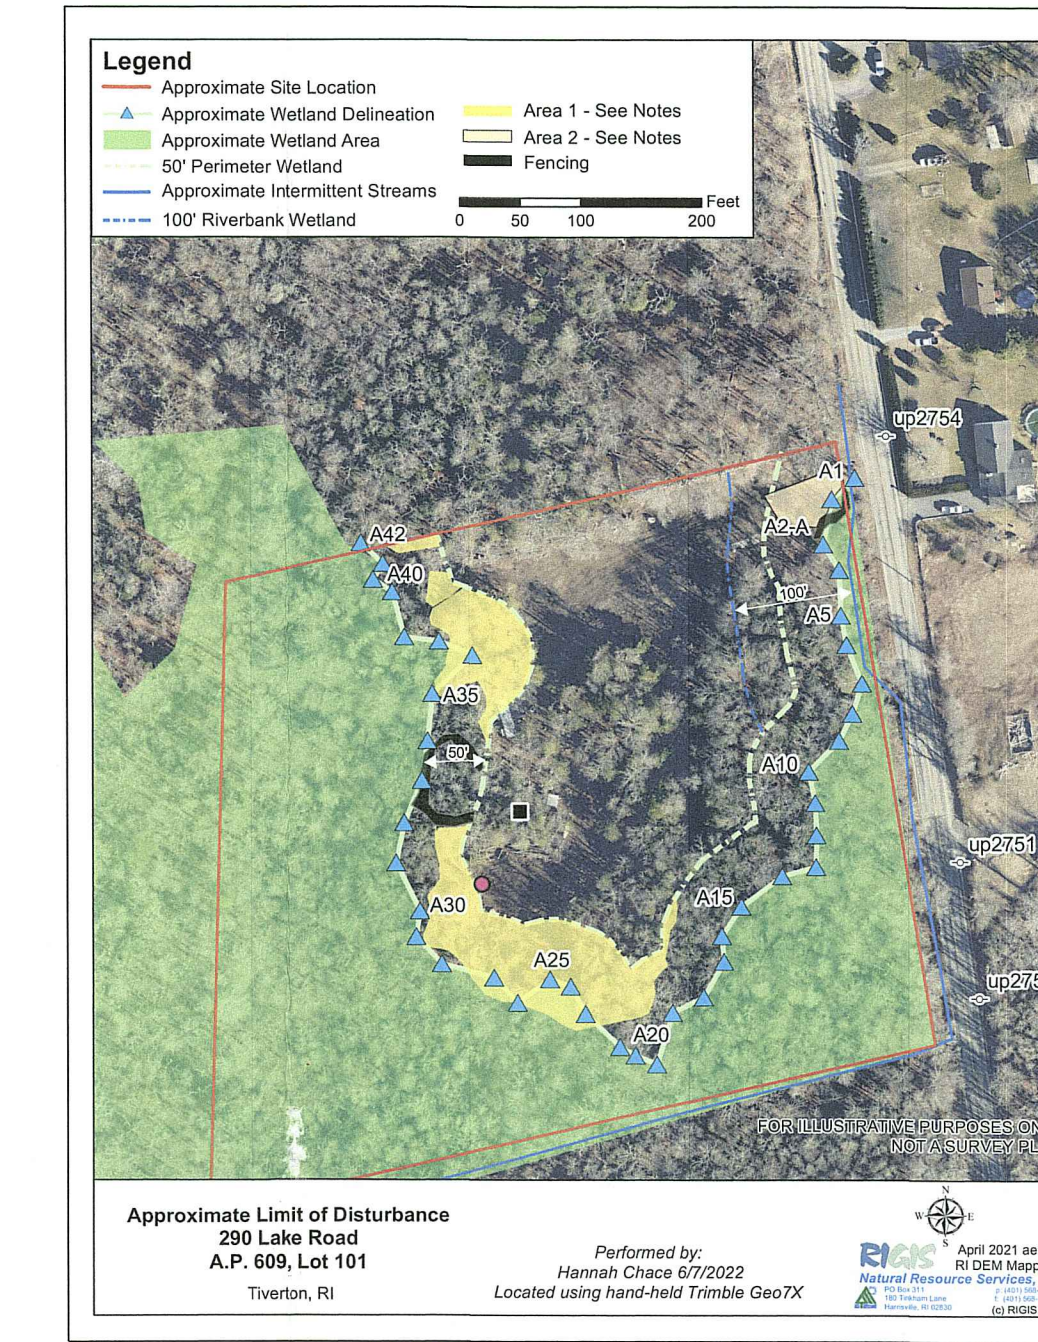 Legend
Approximate Site Location
Approximate Wetland Delineation
Approximate Wetland Area
50' Perimeter Wetland
Approximate Intermittent Streams
100' Riverbank Wetland
Area 1 - See Notes
Area 2 - See Notes
Fencing
Feet
0 50 100 200
up2754
A1
A2-A
A42
A40
100'
A5
A35
50'
A10
up2751
A15
A30
A25
up275
A20
FOR ILLUSTRATIVE PURPOSES ON
NOT A SURVEY PL
Approximate Limit of Disturbance
290 Lake Road
A.P. 609, Lot 101
Tiverton, RI
Performed by:
Hannah Chace 6/7/2022
Located using hand-held Trimble Geo7X
N
W E
S
RIGIS
April 2021 ae
RI DEM Mapp
Natural Resource Services,
PO Box 311
180 Tinkham Lane
Harrisville, RI 02830
p: (401) 568-
f: (401) 568-
(c) RIGIS